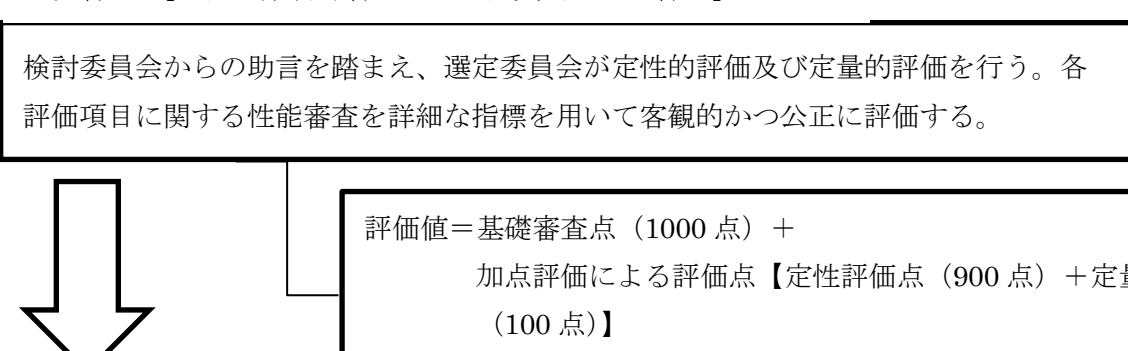 検討委員会からの助言を踏まえ、選定委員会が定性的評価及び定量的評価を行う。各
評価項目に関する性能審査を詳細な指標を用いて客観的かつ公正に評価する。
評価値＝基礎審査点（1000 点）＋
加点評価による評価点【定性評価点（900 点）＋定量
（100 点）】